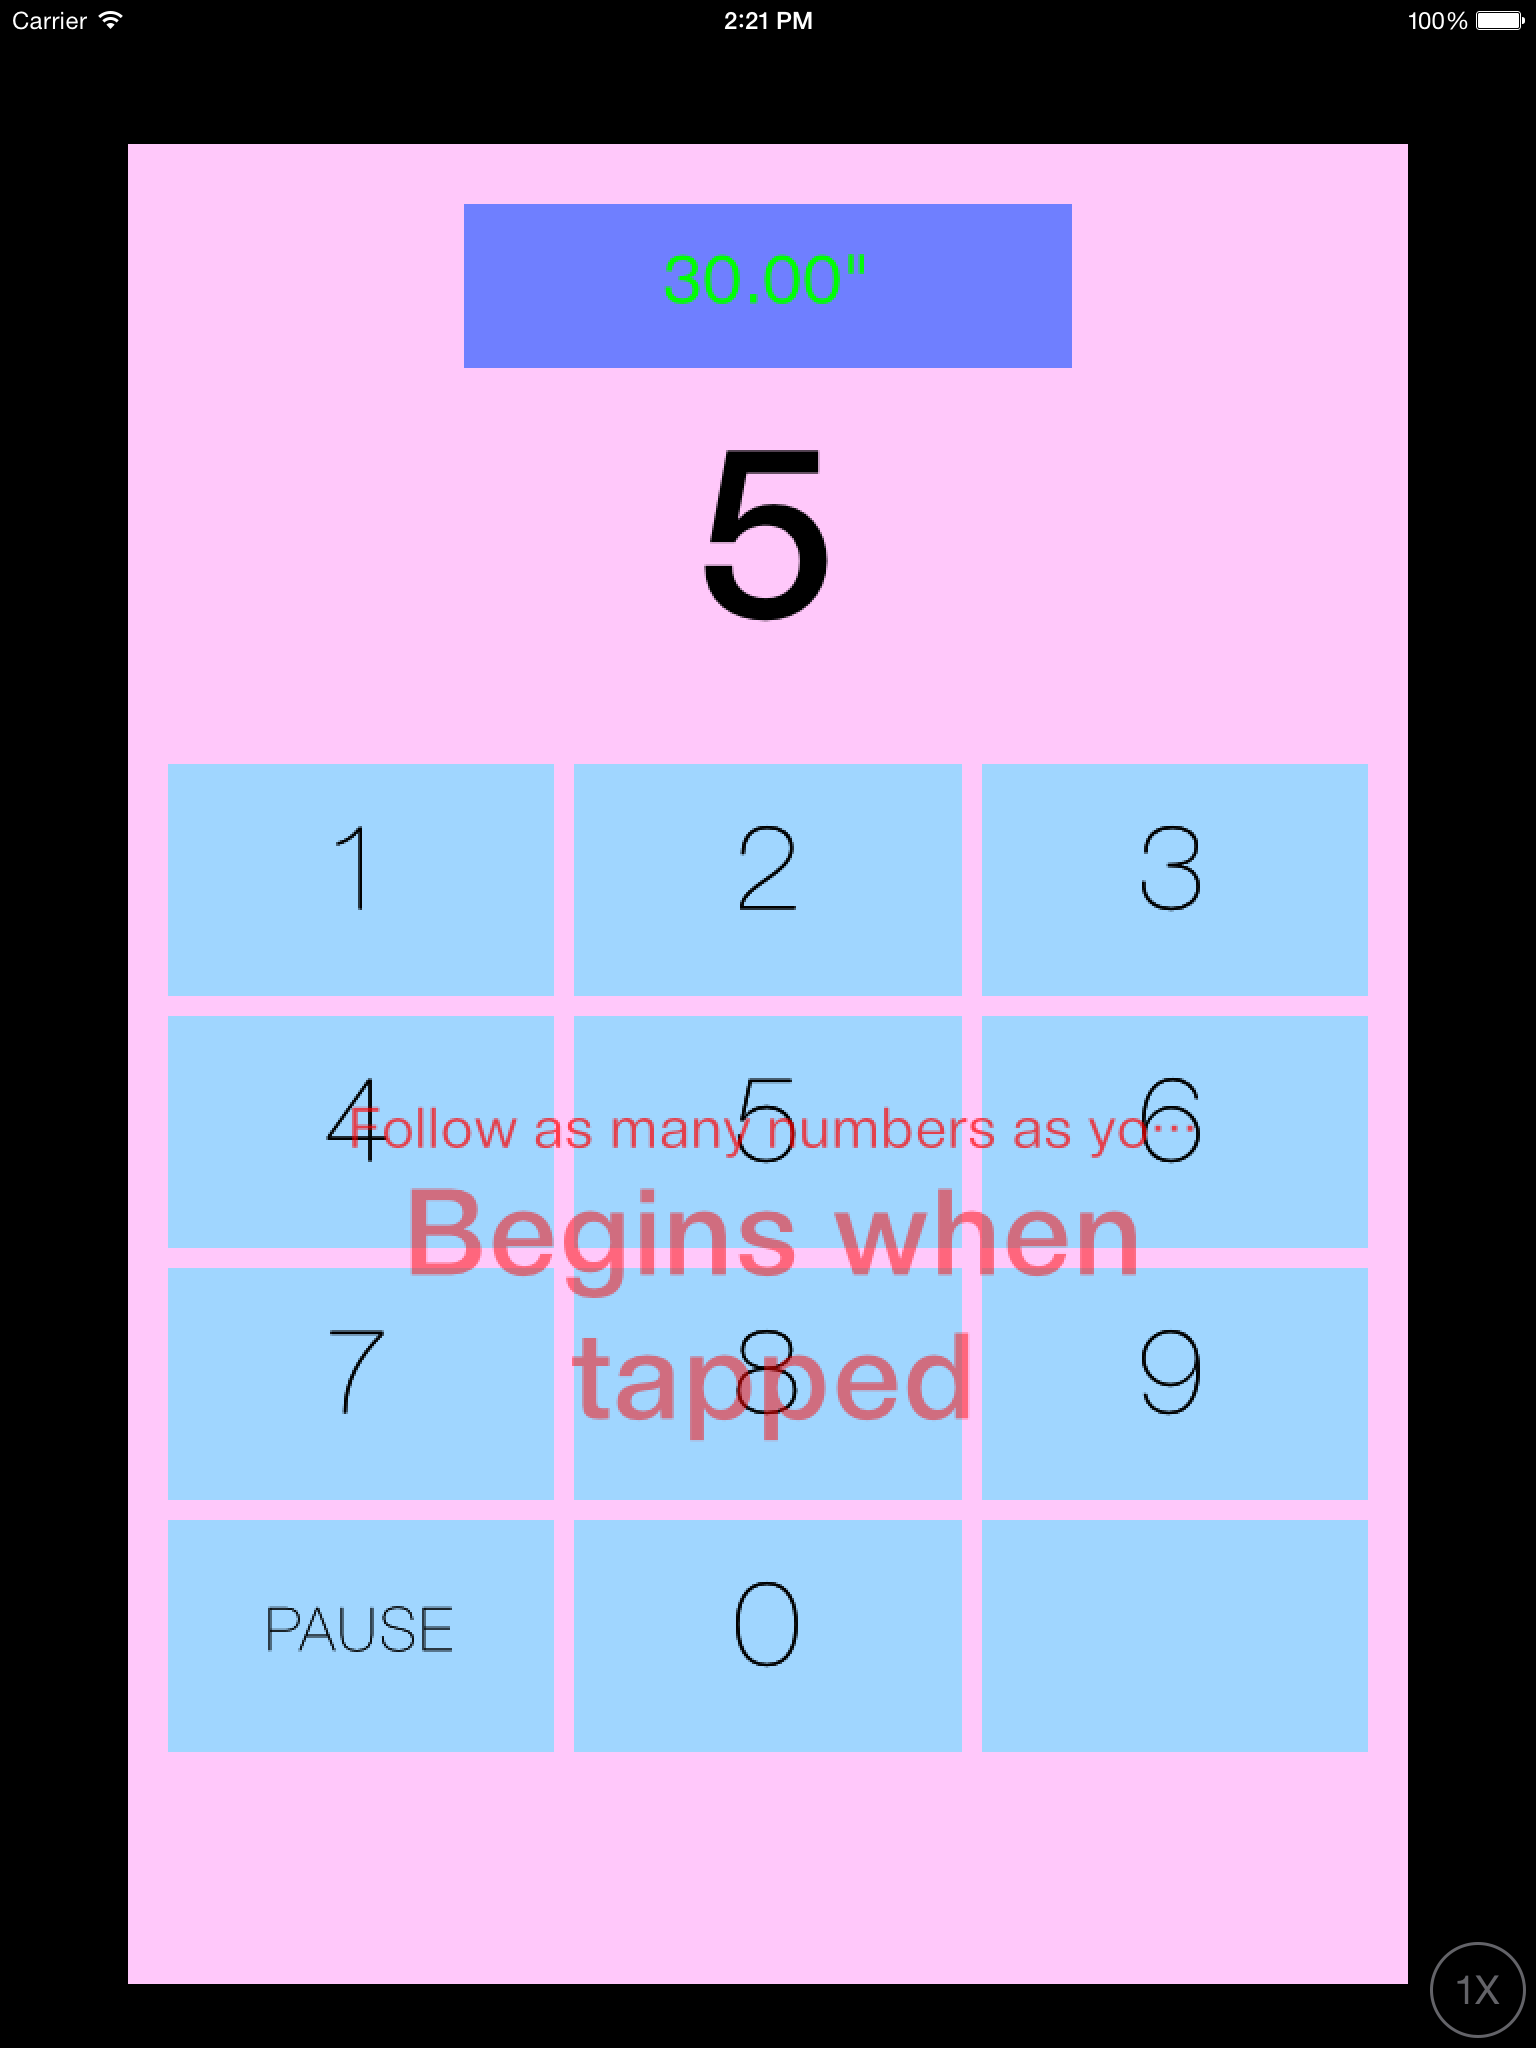 Carrier 2:21 PM 100%
30.00"
5
1 2 3
4 5 6
Follow as many numbers as yo...
Begins when
tapped
7 8 9
PAUSE 0
1X